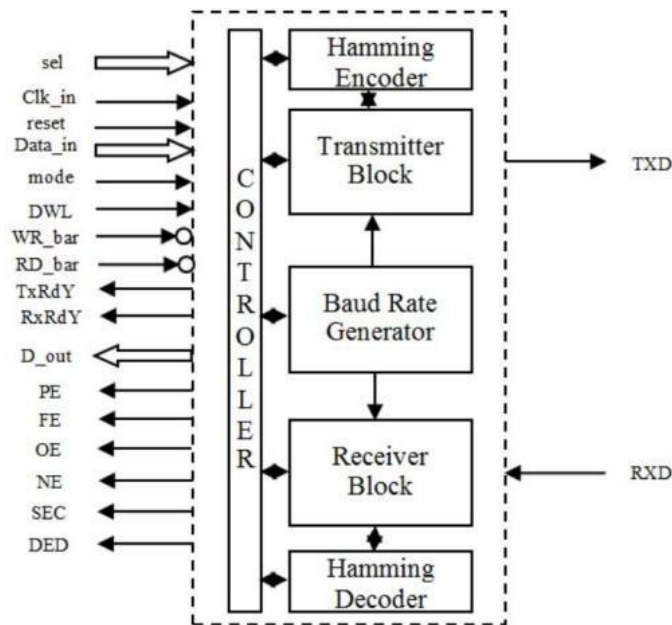 sel
Clk_in
reset
Data_in
mode
DWL
WR_bar
RD_bar
TxRdY
RxRdY
D_out
PE
FE
OE
NE
SEC
DED
CONTROLLER
Hamming
Encoder
Transmitter
Block
Baud Rate
Generator
Receiver
Block
Hamming
Decoder
TXD
RXD